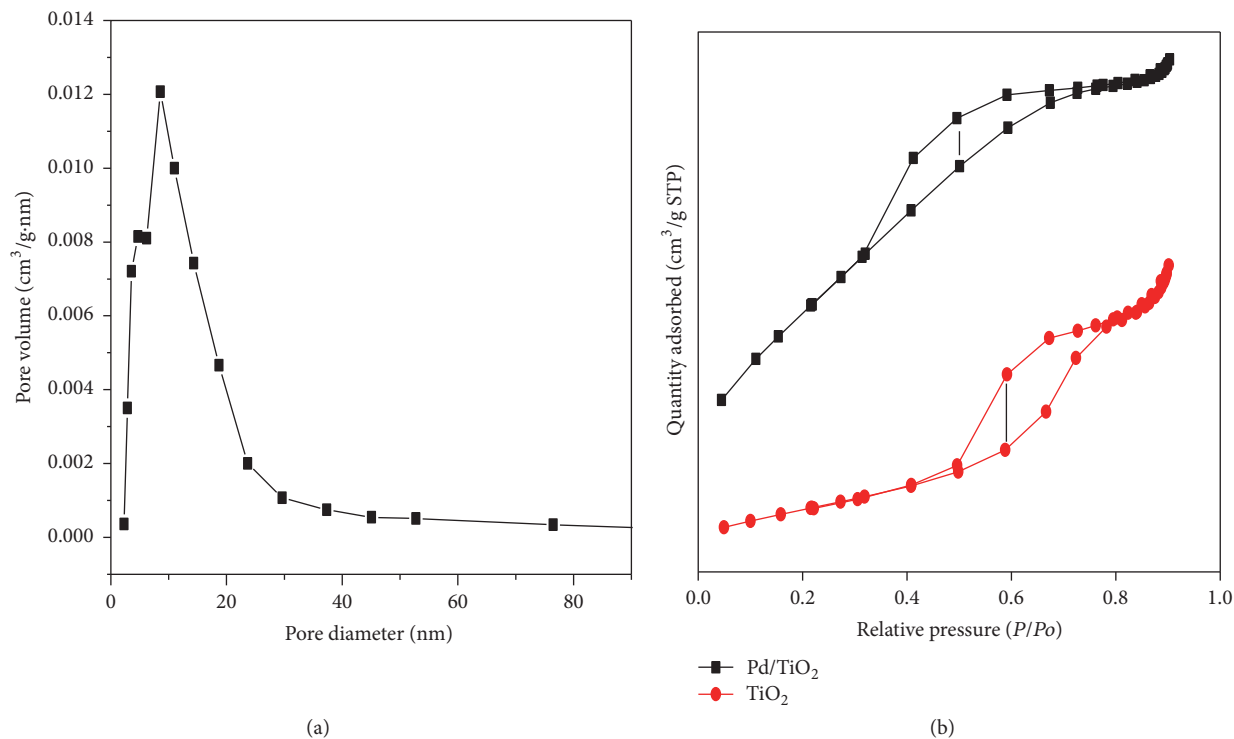 0.014
0.012
0.010
0.008
0.006
0.004
0.002
0.000
Pore volume (cm³/g·nm)
0 20 40 60 80
Pore diameter (nm)
(a)
Quantity adsorbed (cm³/g STP)
0.0 0.2 0.4 0.6 0.8 1.0
Relative pressure (P/Po)
Pd/TiO₂
TiO₂
(b)